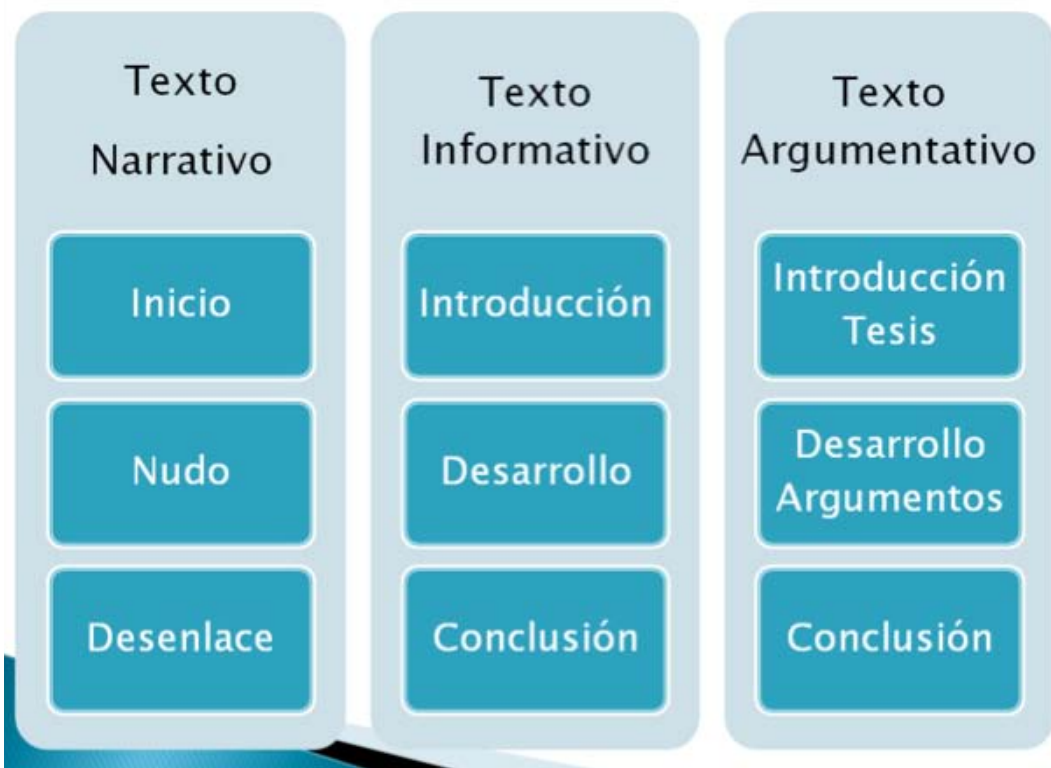 Texto
Narrativo
Inicio
Nudo
Desenlace
Texto
Informativo
Introducción
Desarrollo
Conclusión
Texto
Argumentativo
Introducción
Tesis
Desarrollo
Argumentos
Conclusión